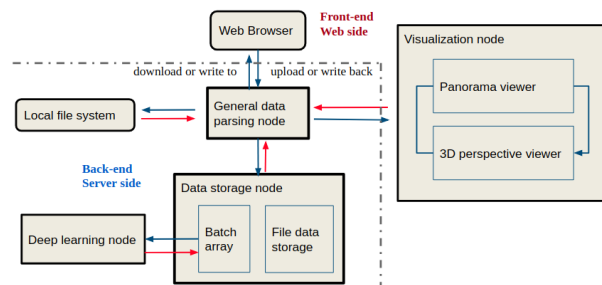 Web Browser
Front-end
Web side
download or write to
upload or write back
Visualization node
Panorama viewer
3D perspective viewer
Local file system
General data
parsing node
Back-end
Server side
Data storage node
Batch
array
File data
storage
Deep learning node